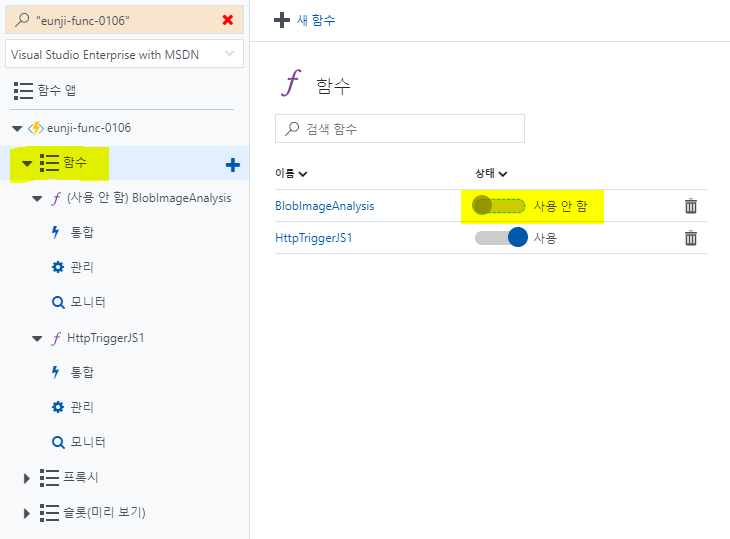 "eunji-func-0106"
Visual Studio Enterprise with MSDN
함수 앱
eunji-func-0106
함수
(사용 안 함) BlobImageAnalysis
통합
관리
모니터
HttpTriggerJS1
통합
관리
모니터
프록시
슬롯(미리 보기)
새 함수
함수
검색 함수
이름 상태
BlobImageAnalysis 사용 안 함
HttpTriggerJS1 사용